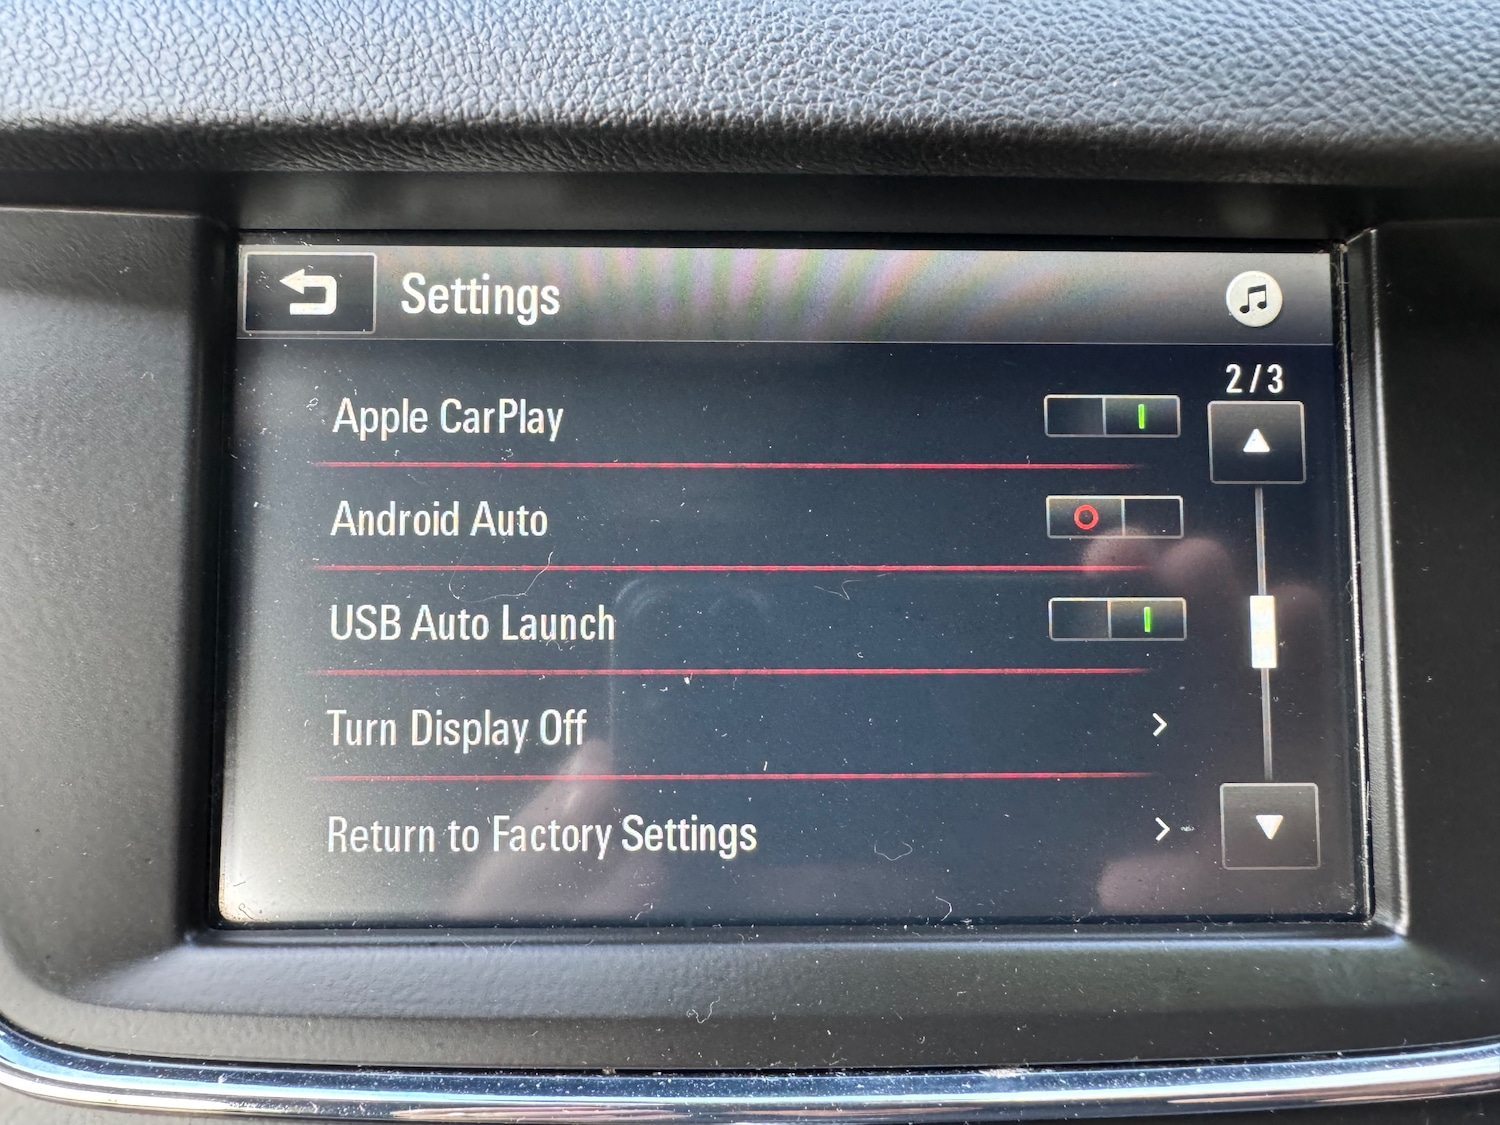 Settings
2/3
Apple CarPlay
Android Auto
USB Auto Launch
Turn Display Off
Return to Factory Settings